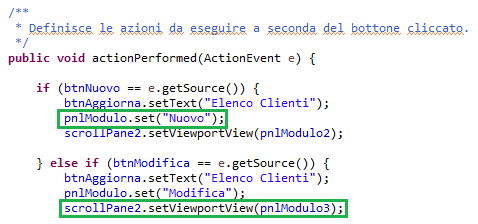 /**
 * Definisce le azioni da eseguire a seconda del bottone cliccato.
 */
public void actionPerformed(ActionEvent e) {
if (btnNuovo == e.getSource()) {
btnAggiorna.setText("Elenco Clienti");
pnlModulo.set("Nuovo");
scrollPane2.setViewportView(pnlModulo2);
} else if (btnModifica == e.getSource()) {
btnAggiorna.setText("Elenco Clienti");
pnlModulo.set("Modifica");
scrollPane2.setViewportView(pnlModulo3);